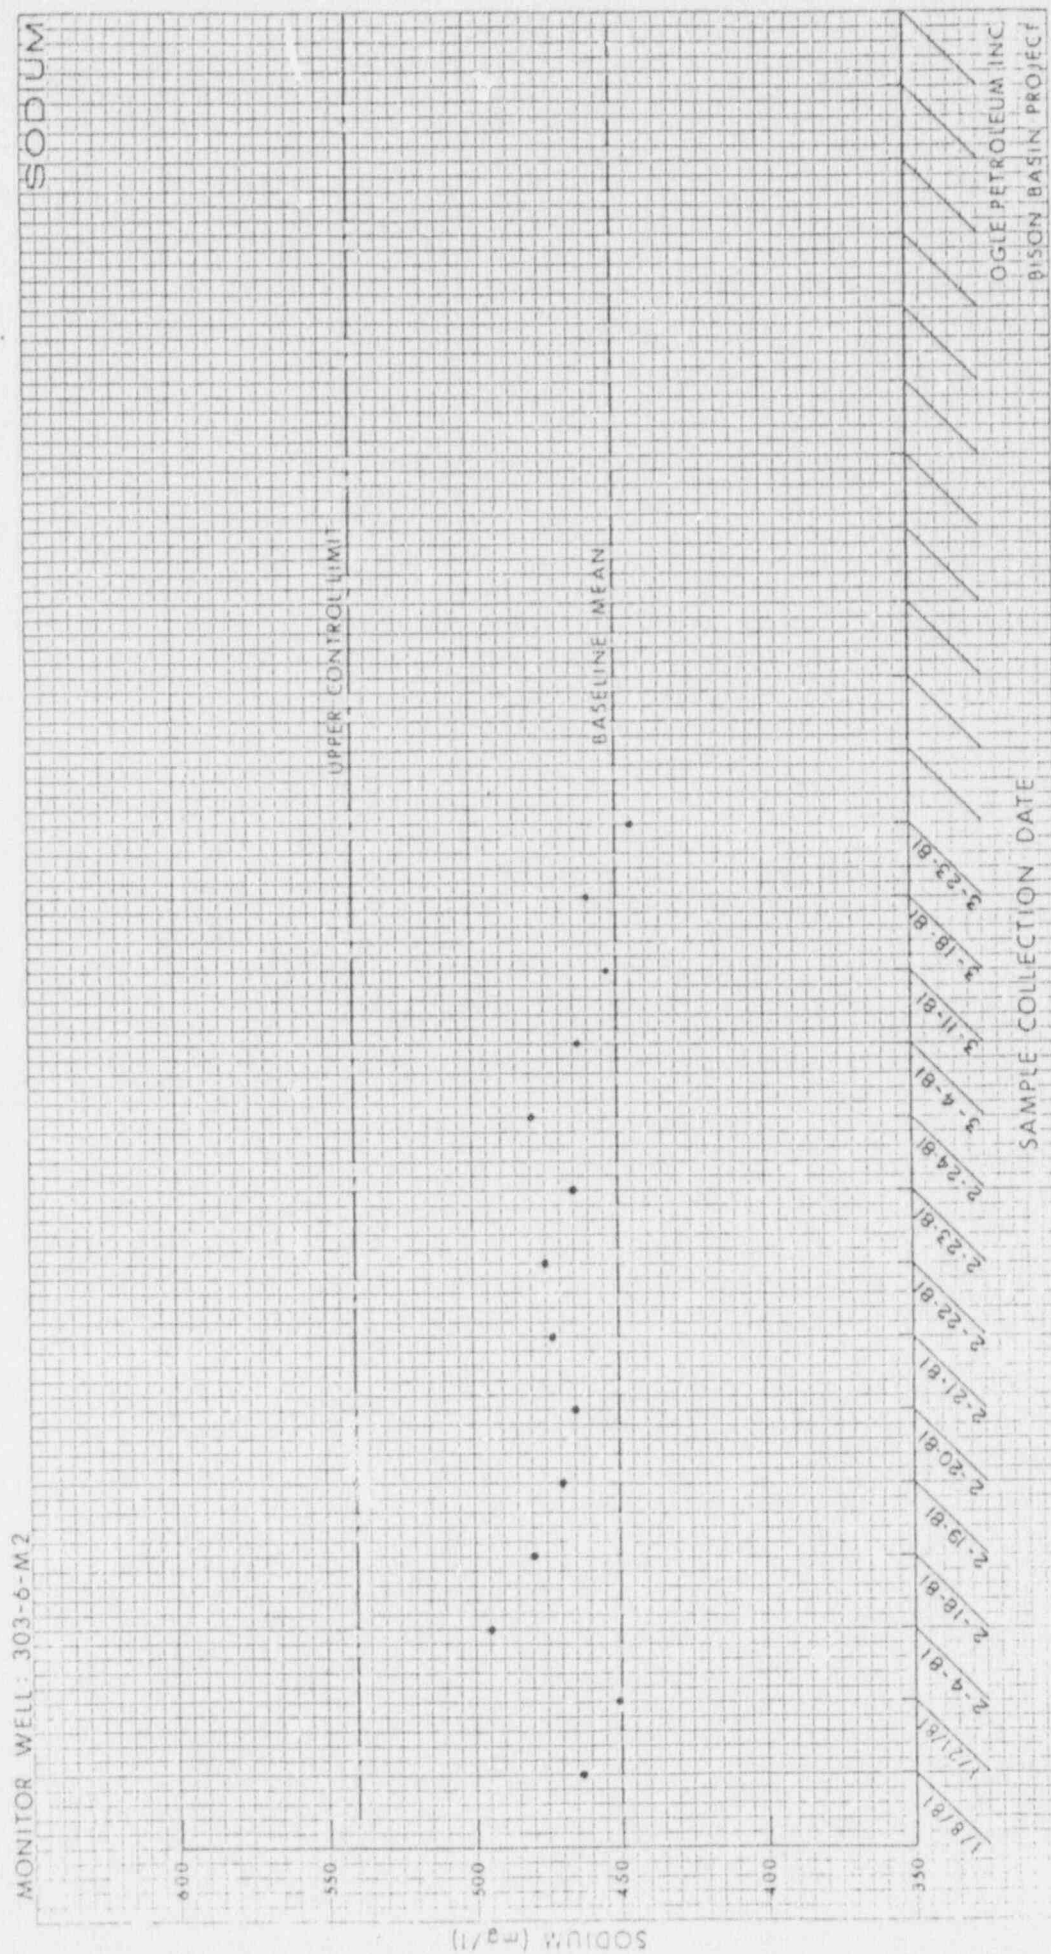 MONITOR WELL: 303-6-M2
SODIUM
SODIUM (mg/l)
600
550
500
450
400
350
UPPER CONTROL LIMIT
BASELINE MEAN
1/8/81
1/21/81
2-4-81
2-18-81
2-19-81
2-20-81
2-21-81
2-22-81
2-23-81
2-24-81
3-4-81
3-11-81
3-18-81
3-23-81
SAMPLE COLLECTION DATE
OGLE PETROLEUM INC.
BISON BASIN PROJECT